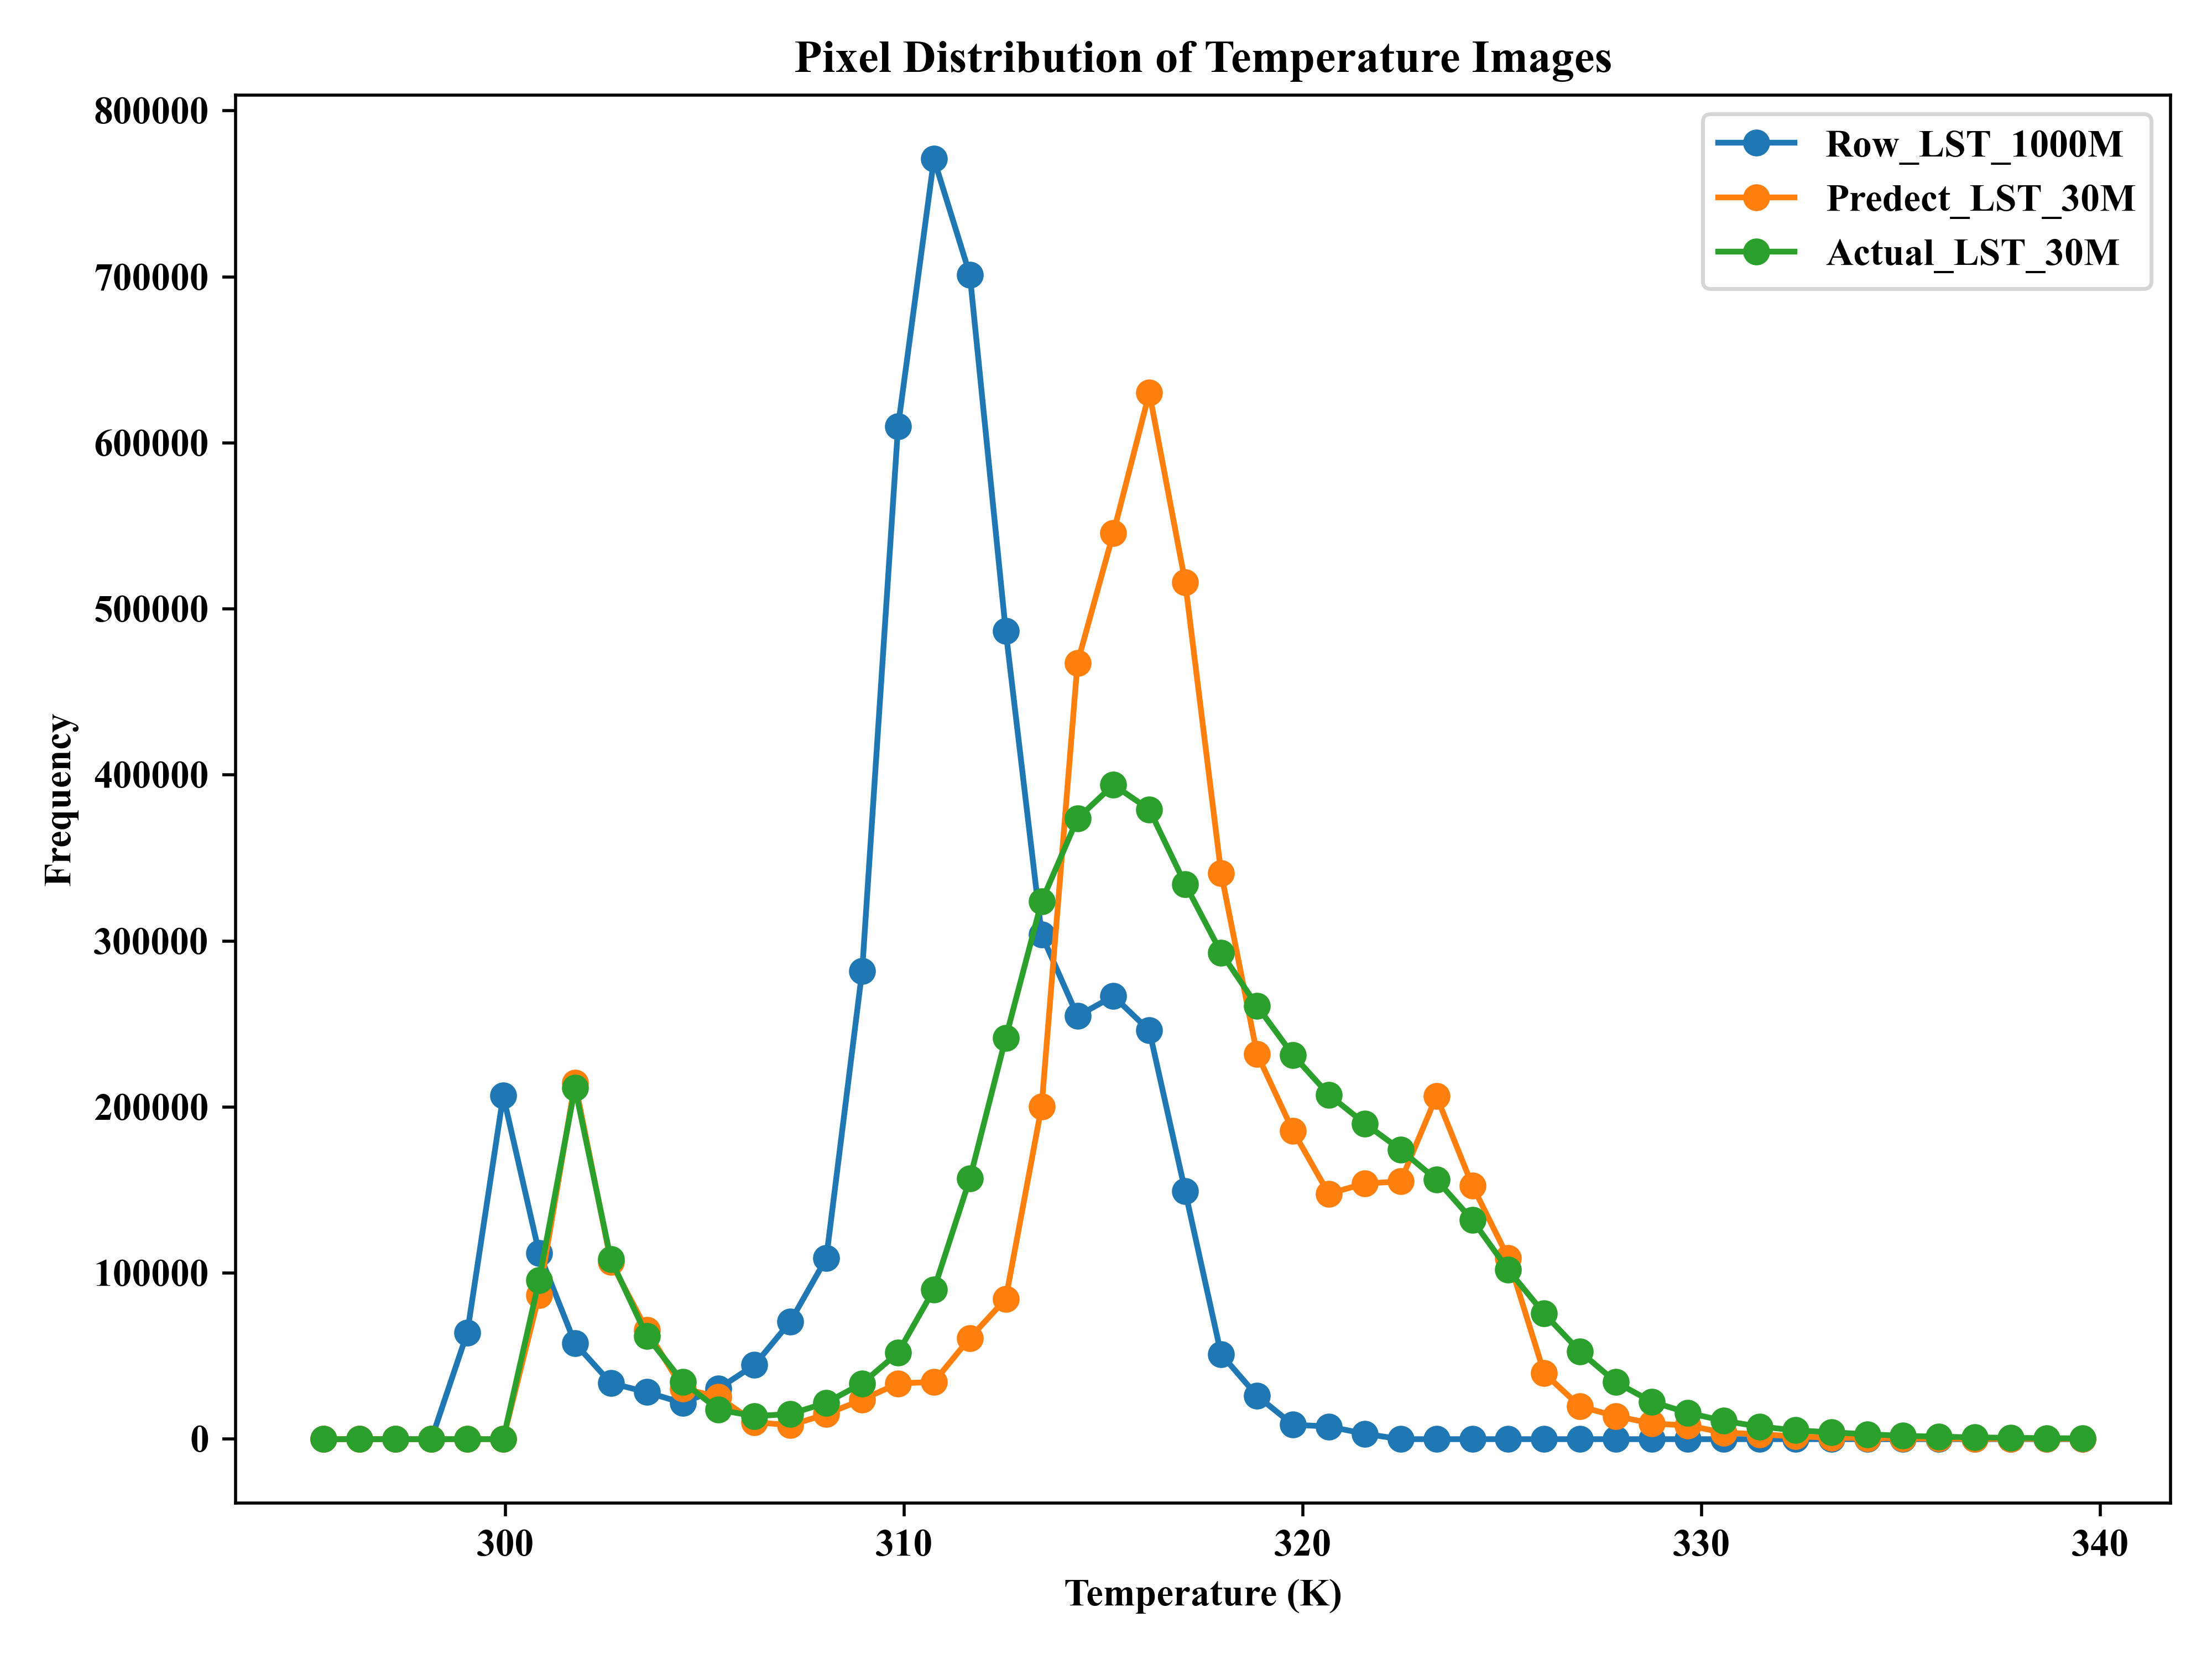 Pixel Distribution of Temperature Images
800000
700000
600000
500000
400000
300000
200000
100000
0
Frequency
Row_LST_1000M
Predect_LST_30M
Actual_LST_30M
300 310 320 330 340
Temperature (K)